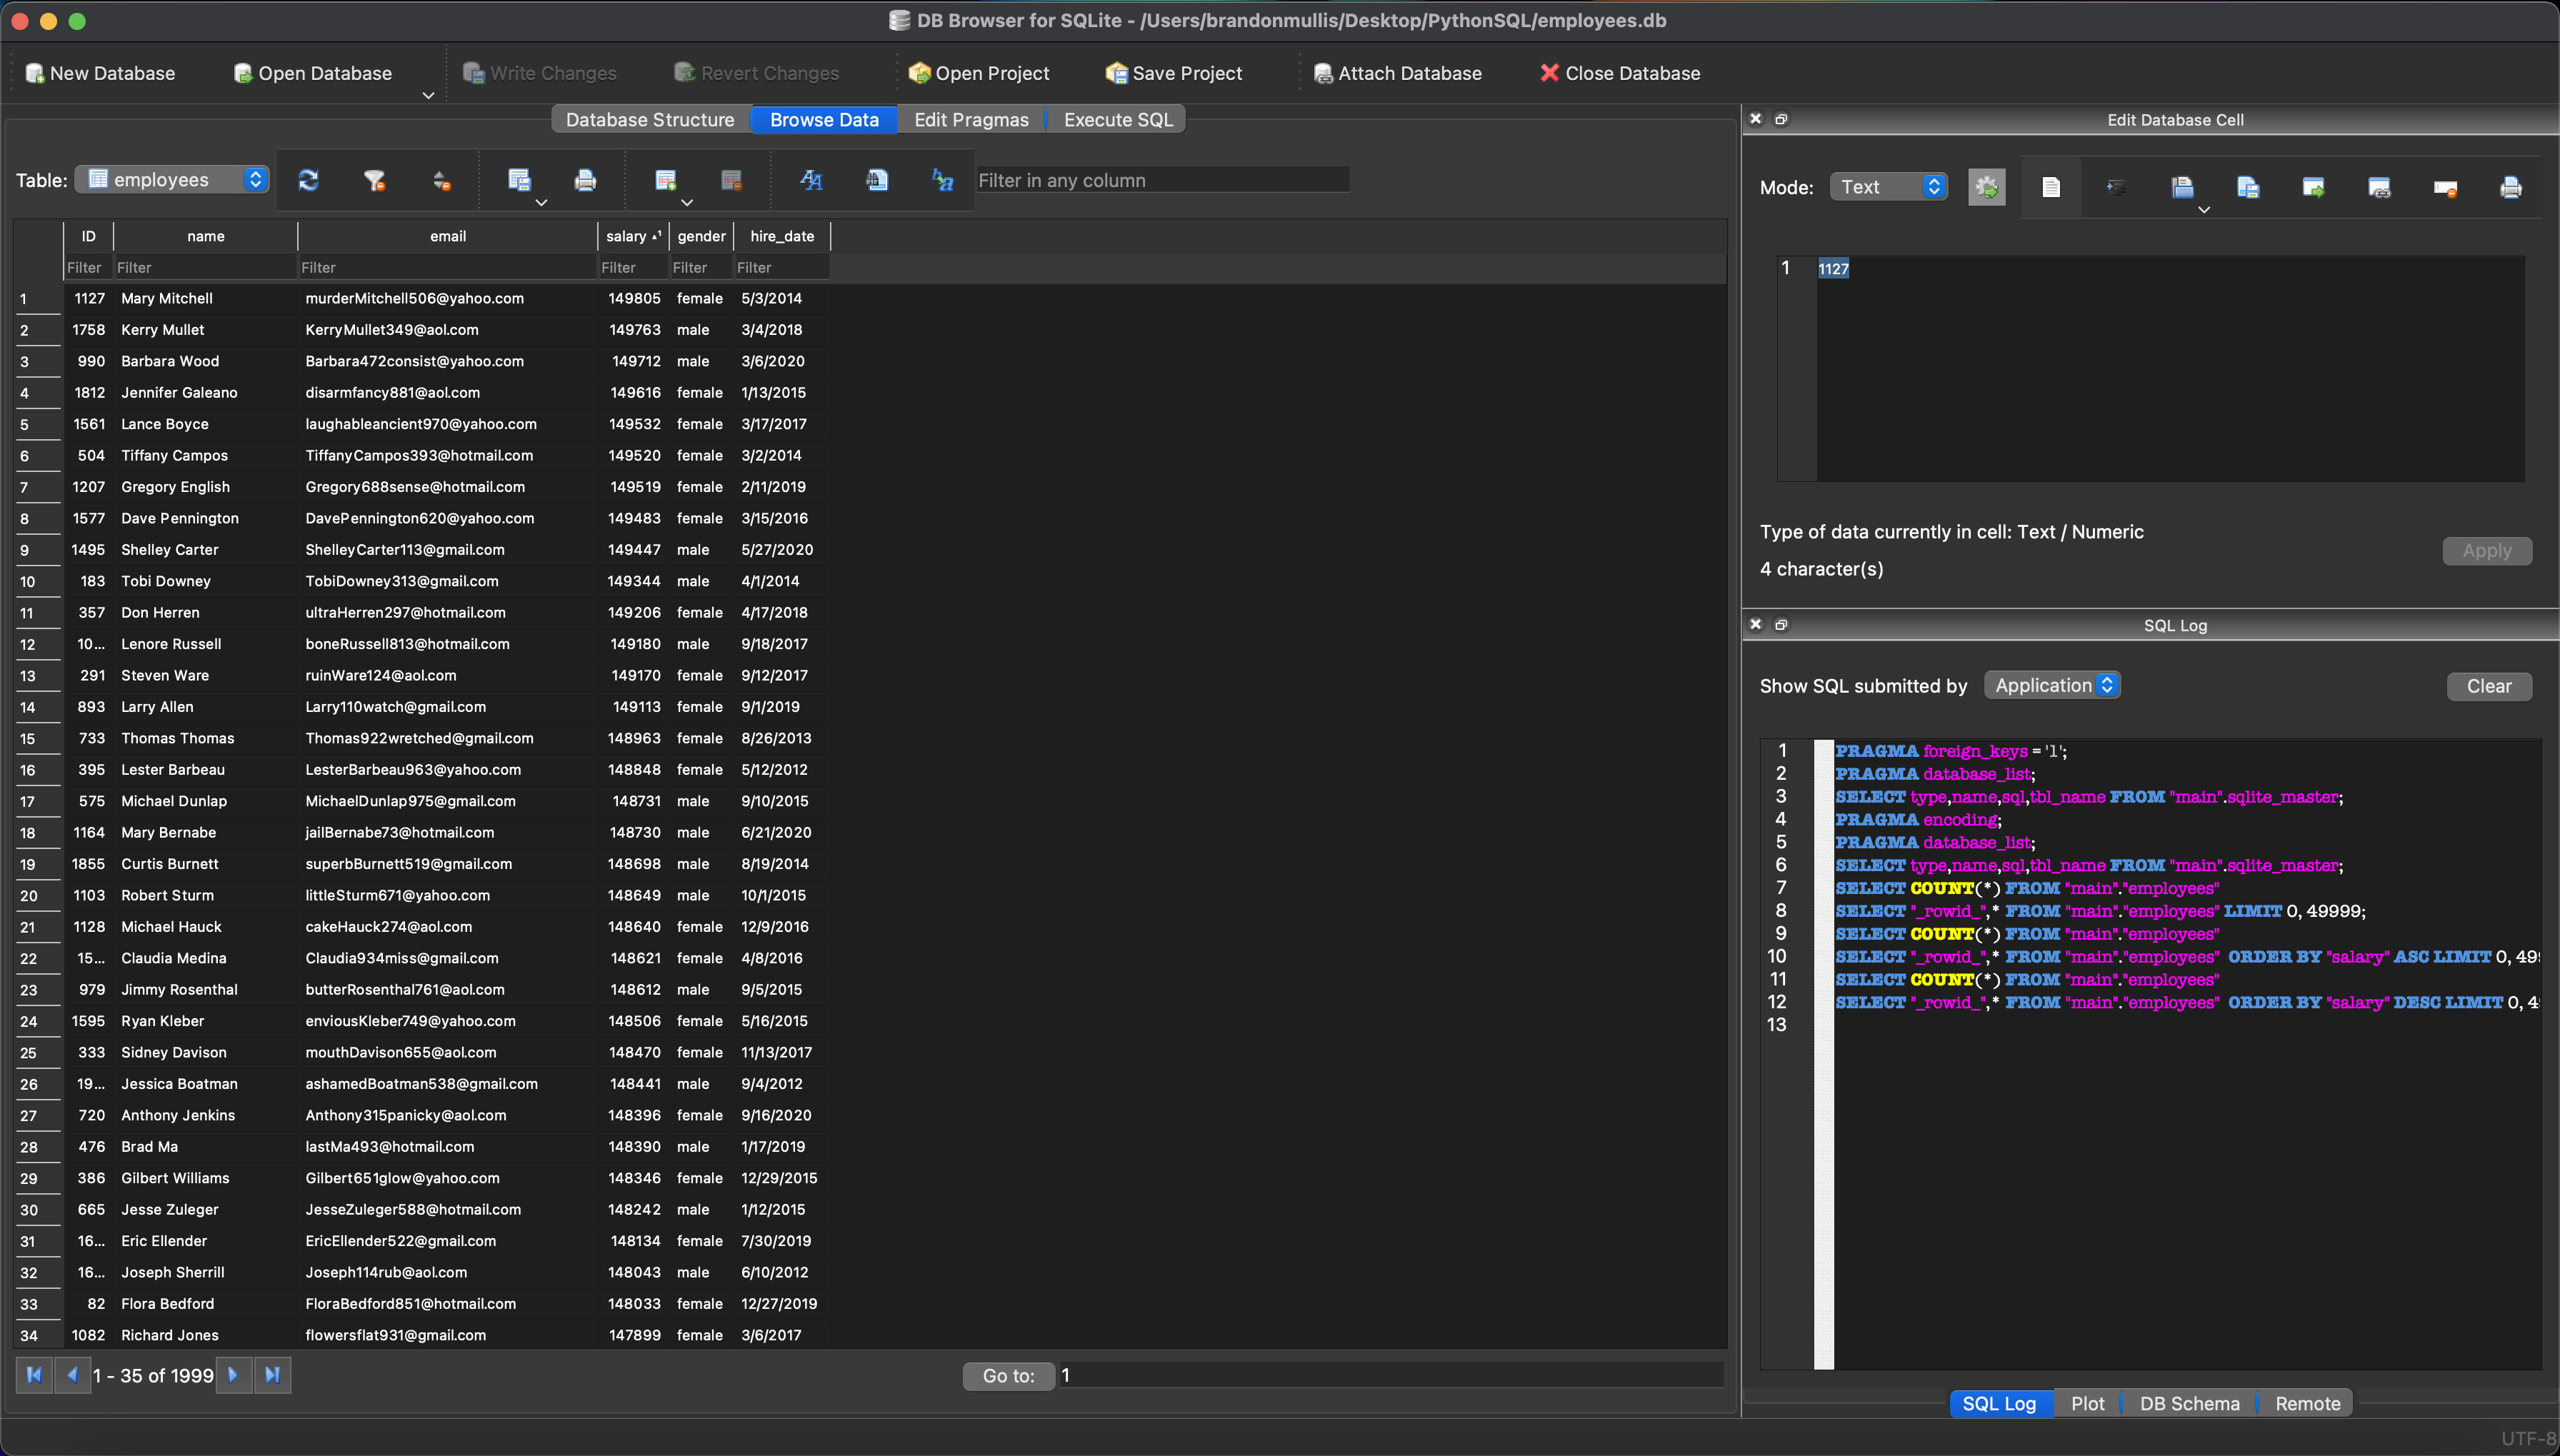 DB Browser for SQLite - /Users/brandonmullis/Desktop/PythonSQL/employees.db
New Database Open Database Write Changes Revert Changes Open Project Save Project Attach Database Close Database
Database Structure Browse Data Edit Pragmas Execute SQL
Table: employees Filter in any column
ID name email salary gender hire_date
Filter Filter Filter Filter Filter Filter
1 1127 Mary Mitchell murderMitchell506@yahoo.com 149805 female 5/3/2014
2 1758 Kerry Mullet KerryMullet349@aol.com 149763 male 3/4/2018
3 990 Barbara Wood Barbara472consist@yahoo.com 149712 male 3/6/2020
4 1812 Jennifer Galeano disarmfancy881@aol.com 149616 female 1/13/2015
5 1561 Lance Boyce laughableancient970@yahoo.com 149532 female 3/17/2017
6 504 Tiffany Campos TiffanyCampos393@hotmail.com 149520 female 3/2/2014
7 1207 Gregory English Gregory688sense@hotmail.com 149519 female 2/11/2019
8 1577 Dave Pennington DavePennington620@yahoo.com 149483 female 3/15/2016
9 1495 Shelley Carter ShelleyCarter113@gmail.com 149447 male 5/27/2020
10 183 Tobi Downey TobiDowney313@gmail.com 149344 male 4/1/2014
11 357 Don Herren ultraHerren297@hotmail.com 149206 female 4/17/2018
12 10... Lenore Russell boneRussell813@hotmail.com 149180 male 9/18/2017
13 291 Steven Ware ruinWare124@aol.com 149170 female 9/12/2017
14 893 Larry Allen Larry110watch@gmail.com 149113 female 9/1/2019
15 733 Thomas Thomas Thomas922wretched@gmail.com 148963 female 8/26/2013
16 395 Lester Barbeau LesterBarbeau963@yahoo.com 148848 female 5/12/2012
17 575 Michael Dunlap MichaelDunlap975@gmail.com 148731 male 9/10/2015
18 1164 Mary Bernabe jailBernabe73@hotmail.com 148730 male 6/21/2020
19 1855 Curtis Burnett superbBurnett519@gmail.com 148698 male 8/19/2014
20 1103 Robert Sturm littleSturm671@yahoo.com 148649 male 10/1/2015
21 1128 Michael Hauck cakeHauck274@aol.com 148640 female 12/9/2016
22 15... Claudia Medina Claudia934miss@gmail.com 148621 female 4/8/2016
23 979 Jimmy Rosenthal butterRosenthal761@aol.com 148612 male 9/5/2015
24 1595 Ryan Kleber enviousKleber749@yahoo.com 148506 female 5/16/2015
25 333 Sidney Davison mouthDavison655@aol.com 148470 female 11/13/2017
26 19... Jessica Boatman ashamedBoatman538@gmail.com 148441 male 9/4/2012
27 720 Anthony Jenkins Anthony315panicky@aol.com 148396 female 9/16/2020
28 476 Brad Ma lastMa493@hotmail.com 148390 male 1/17/2019
29 386 Gilbert Williams Gilbert651glow@yahoo.com 148346 female 12/29/2015
30 665 Jesse Zuleger JesseZuleger588@hotmail.com 148242 male 1/12/2015
31 16... Eric Ellender EricEllender522@gmail.com 148134 female 7/30/2019
32 16... Joseph Sherrill Joseph114rub@aol.com 148043 male 6/10/2012
33 82 Flora Bedford FloraBedford851@hotmail.com 148033 female 12/27/2019
34 1082 Richard Jones flowersflat931@gmail.com 147899 female 3/6/2017
1 - 35 of 1999 Go to: 1
Edit Database Cell
Mode: Text
1 1127
Type of data currently in cell: Text / Numeric
Apply
4 character(s)
SQL Log
Show SQL submitted by Application Clear
1 PRAGMA foreign_keys = '1';
2 PRAGMA database_list;
3 SELECT type,name,sql,tbl_name FROM "main".sqlite_master;
4 PRAGMA encoding;
5 PRAGMA database_list;
6 SELECT type,name,sql,tbl_name FROM "main".sqlite_master;
7 SELECT COUNT(*) FROM "main"."employees"
8 SELECT "_rowid_",* FROM "main"."employees" LIMIT 0, 49999;
9 SELECT COUNT(*) FROM "main"."employees"
10 SELECT "_rowid_",* FROM "main"."employees" ORDER BY "salary" ASC LIMIT 0, 499
11 SELECT COUNT(*) FROM "main"."employees"
12 SELECT "_rowid_",* FROM "main"."employees" ORDER BY "salary" DESC LIMIT 0, 4
13
SQL Log Plot DB Schema Remote
UTF-8